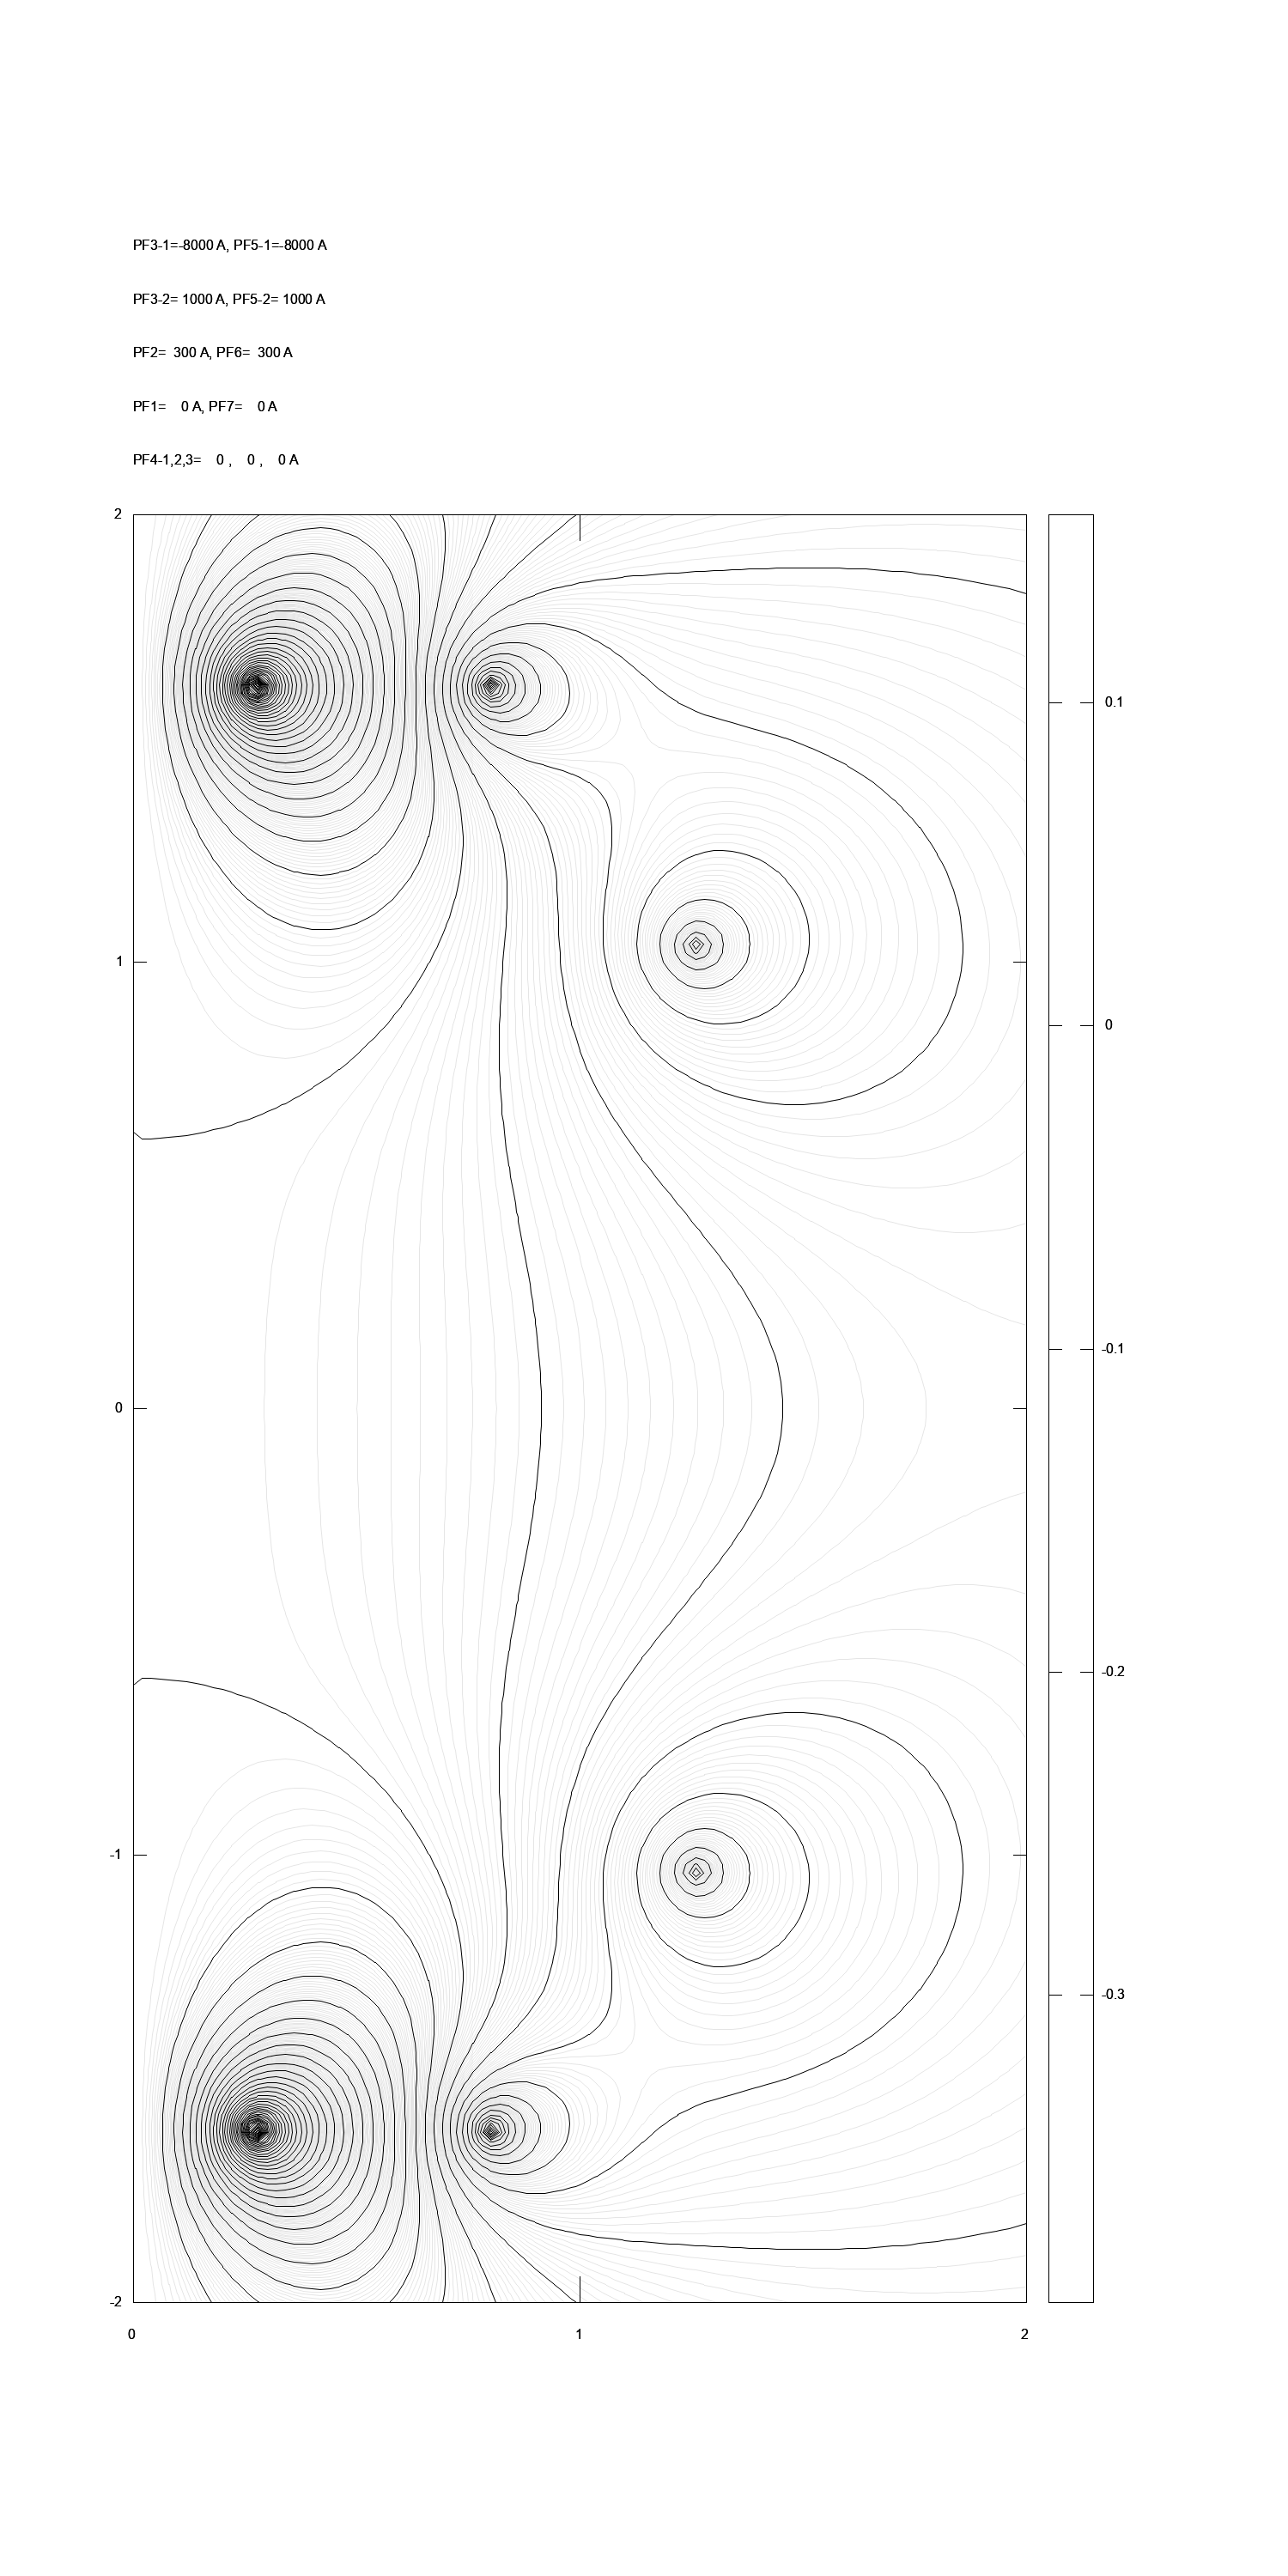 PF3-1=-8000 A, PF5-1=-8000 A
PF3-2= 1000 A, PF5-2= 1000 A
PF2=  300 A, PF6=  300 A
PF1=    0 A, PF7=    0 A
PF4-1,2,3=    0 ,    0 ,    0 A
2
0.1
1
0
-0.1
0
-0.2
-1
-0.3
-2
0 1 2